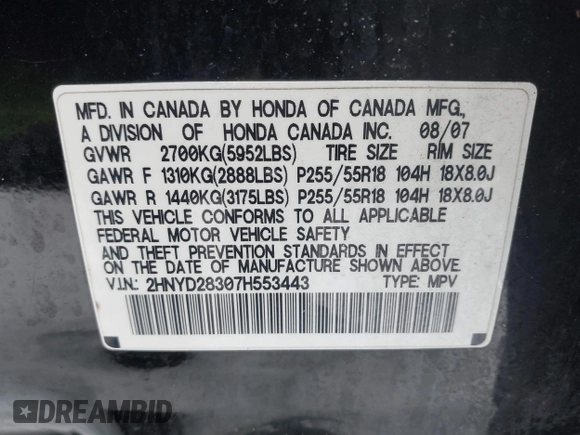 MFD. IN CANADA BY HONDA OF CANADA MFG.,
A DIVISION OF HONDA CANADA INC. 08/07
GVWR 2700KG(5952LBS) TIRE SIZE RIM SIZE
GAWR F 1310KG(2888LBS) P255/55R18 104H 18X8.0J
GAWR R 1440KG(3175LBS) P255/55R18 104H 18X8.0J
THIS VEHICLE CONFORMS TO ALL APPLICABLE
FEDERAL MOTOR VEHICLE SAFETY
AND THEFT PREVENTION STANDARDS IN EFFECT
ON THE DATE OF MANUFACTURE SHOWN ABOVE.
V.I.N.: 2HNYD28307H553443 TYPE: MPV
DREAMBID